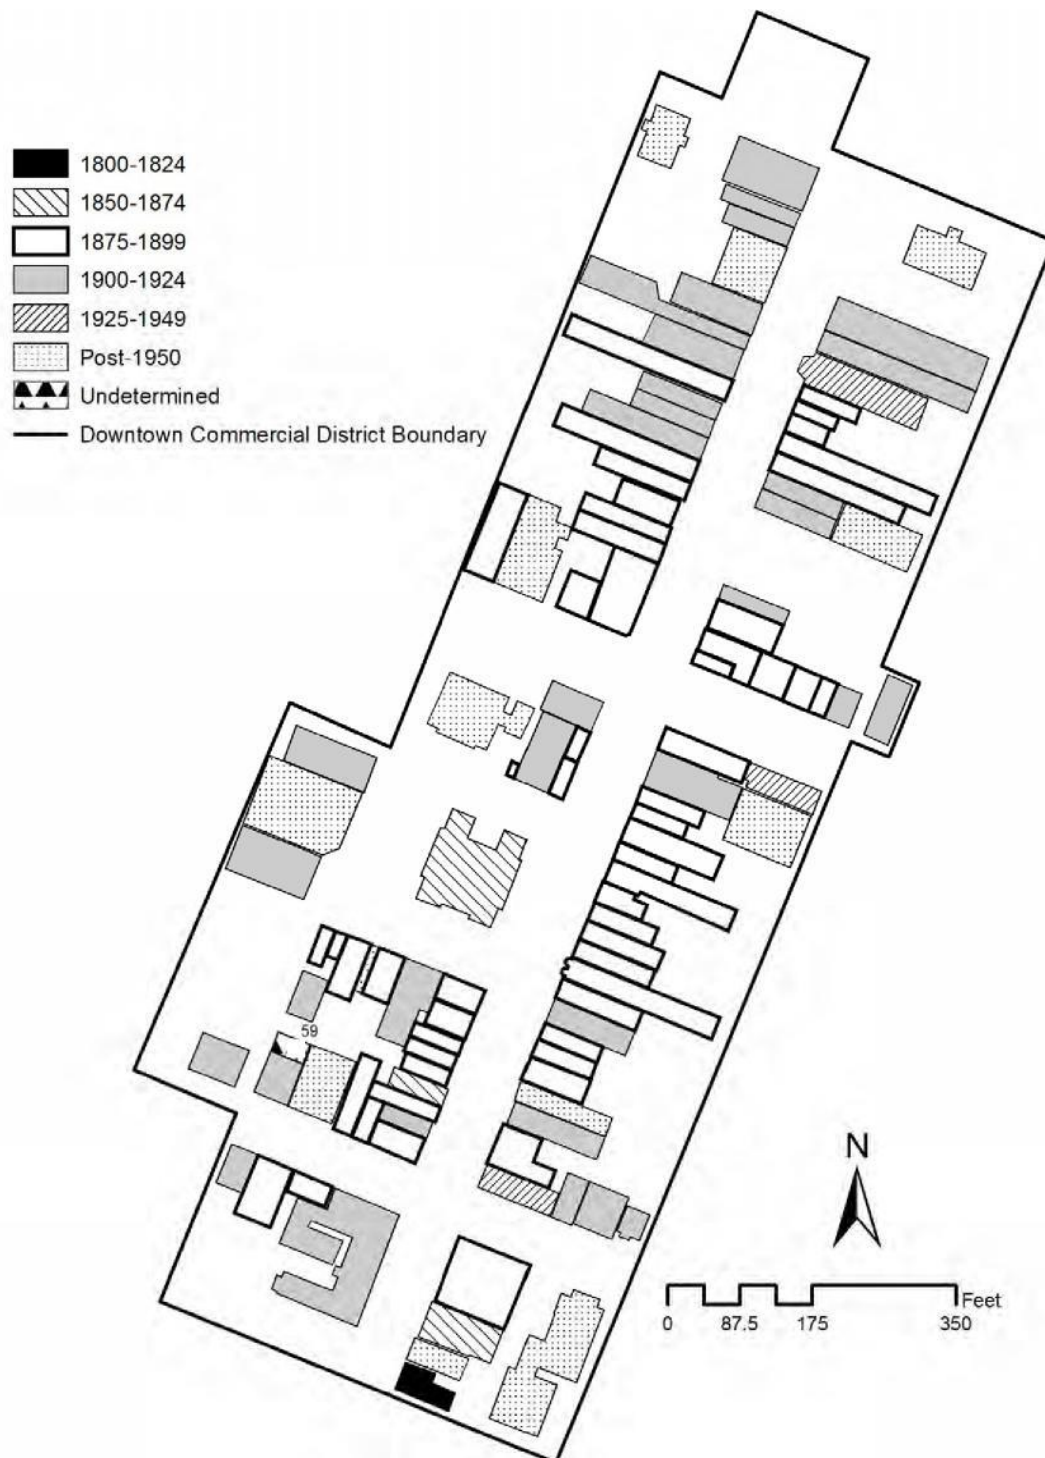 1800-1824
1850-1874
1875-1899
1900-1924
1925-1949
Post-1950
Undetermined
Downtown Commercial District Boundary
59
N
Feet
0 87.5 175 350